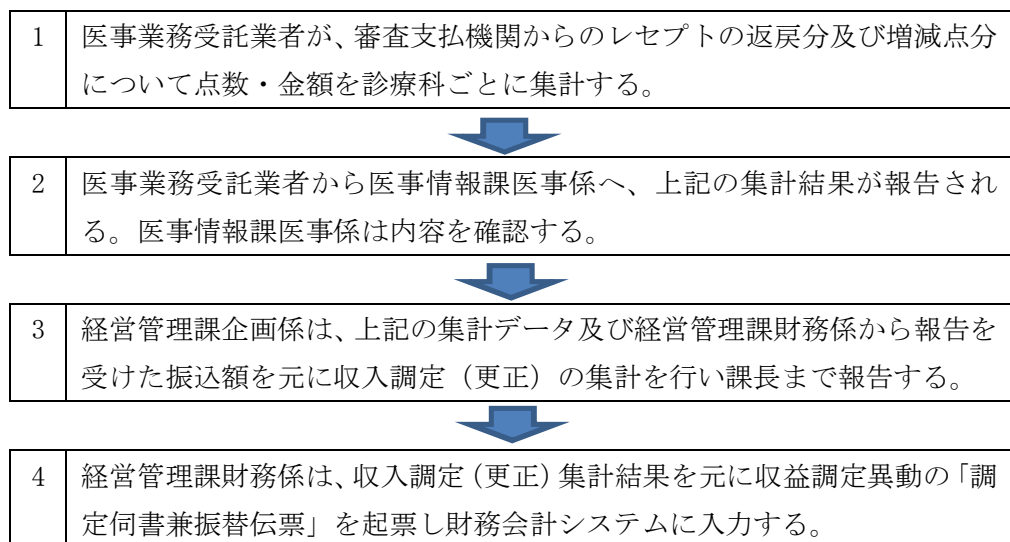 1 医事業務受託業者が、審査支払機関からのレセプトの返戻分及び増減点分
について点数・金額を診療科ごとに集計する。
2 医事業務受託業者から医事情報課医事係へ、上記の集計結果が報告され
る。医事情報課医事係は内容を確認する。
3 経営管理課企画係は、上記の集計データ及び経営管理課財務係から報告を
受けた振込額を元に収入調定（更正）の集計を行い課長まで報告する。
4 経営管理課財務係は、収入調定（更正）集計結果を元に収益調定異動の「調
定伺書兼振替伝票」を起票し財務会計システムに入力する。